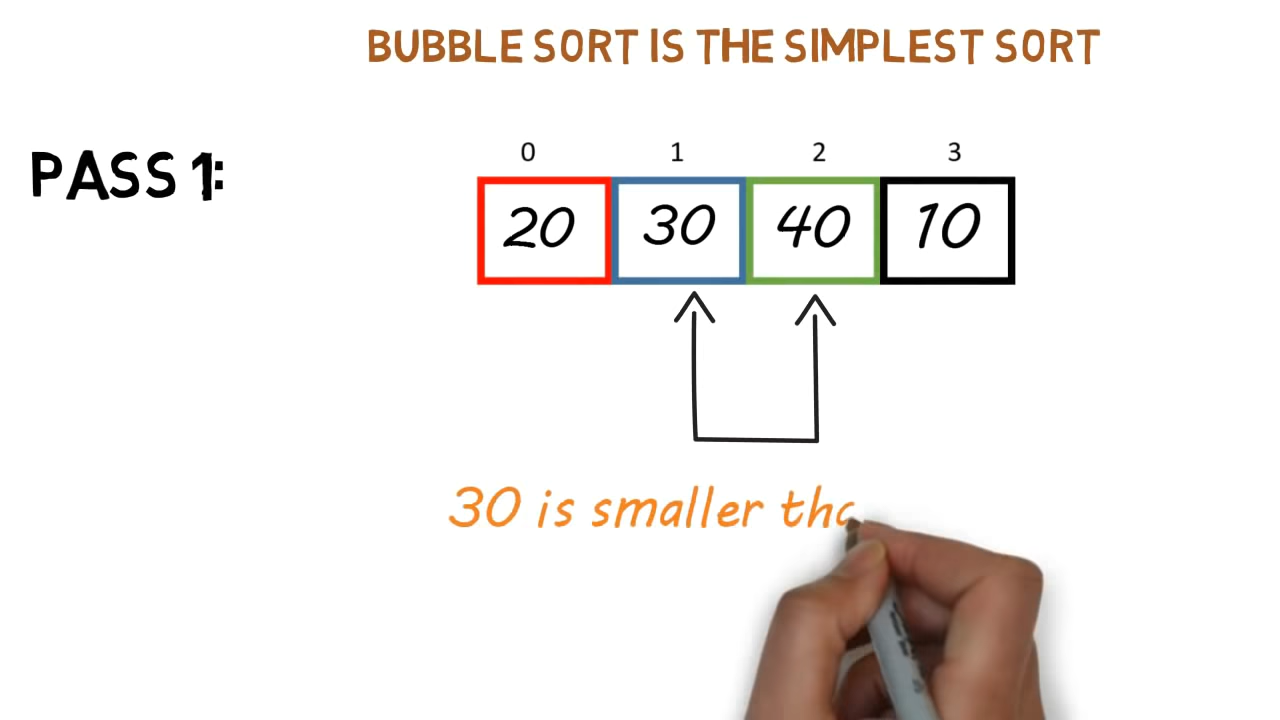 BUBBLE SORT IS THE SIMPLEST SORT
PASS 1:
0 1 2 3
20 30 40 10
30 is smaller